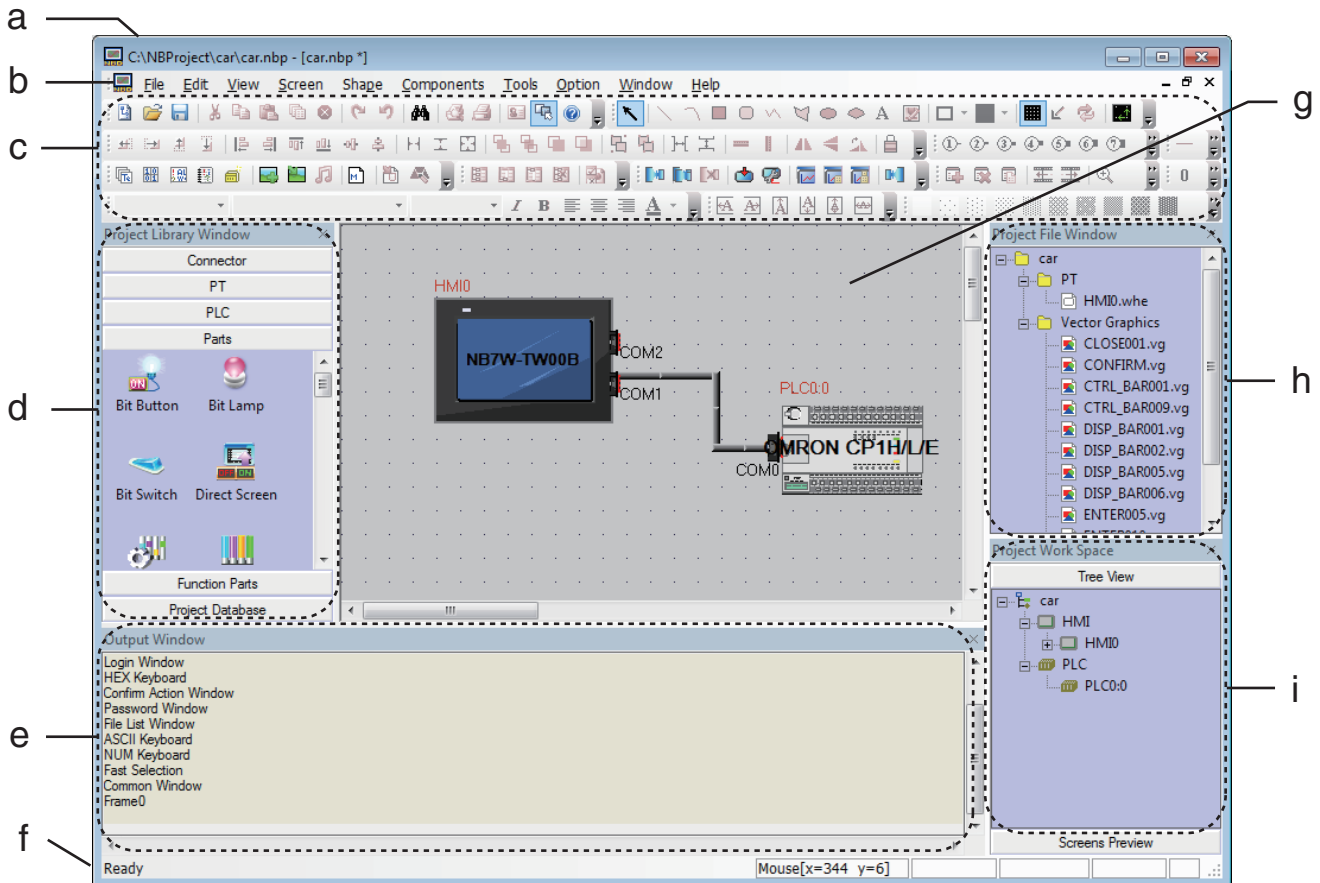 a
C:\NBProject\car\car.nbp - [car.nbp *]
b
File Edit View Screen Shape Components Tools Option Window Help
g
c
Project Library Window
Connector
PT
PLC
Parts
Bit Button Bit Lamp
Bit Switch Direct Screen
Function Parts
Project Database
d
HMI0
NB7W-TW00B
COM2
COM1
PLC0:0
OMRON CP1H/L/E
COM0
Project File Window
car
PT
HMI0.whe
Vector Graphics
CLOSE001.vg
CONFIRM.vg
CTRL_BAR001.vg
CTRL_BAR009.vg
DISP_BAR001.vg
DISP_BAR002.vg
DISP_BAR005.vg
DISP_BAR006.vg
ENTER005.vg
h
Project Work Space
Tree View
car
HMI
HMI0
PLC
PLC0:0
Screens Preview
i
Output Window
Login Window
HEX Keyboard
Confirm Action Window
Password Window
File List Window
ASCII Keyboard
NUM Keyboard
Fast Selection
Common Window
Frame0
e
f
Ready
Mouse[x=344 y=6]